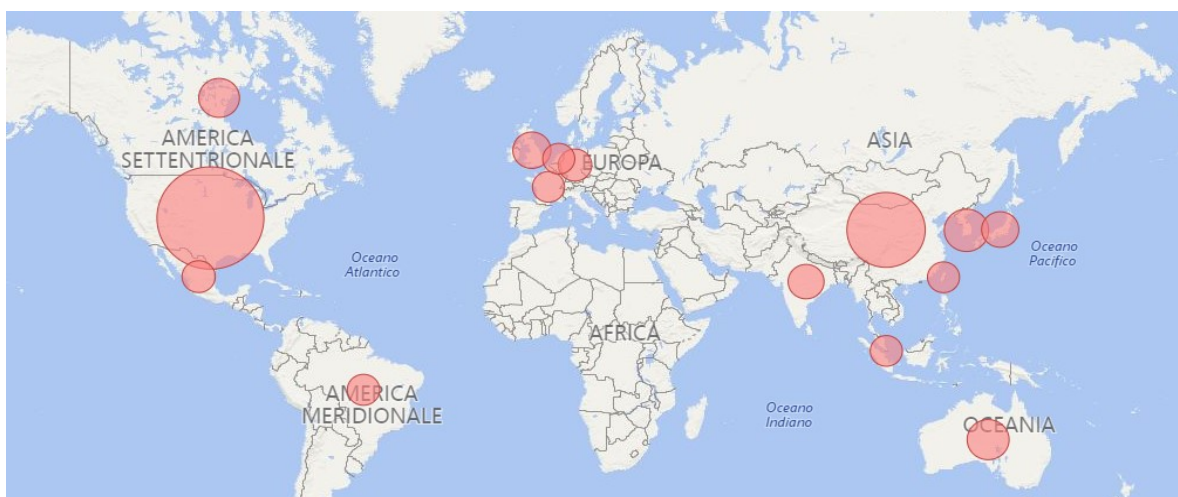 AMERICA
SETTENTRIONALE
ASIA
EUROPA
Oceano
Atlantico
Oceano
Pacifico
AFRICA
AMERICA
MERIDIONALE
Oceano
Indiano
OCEANIA